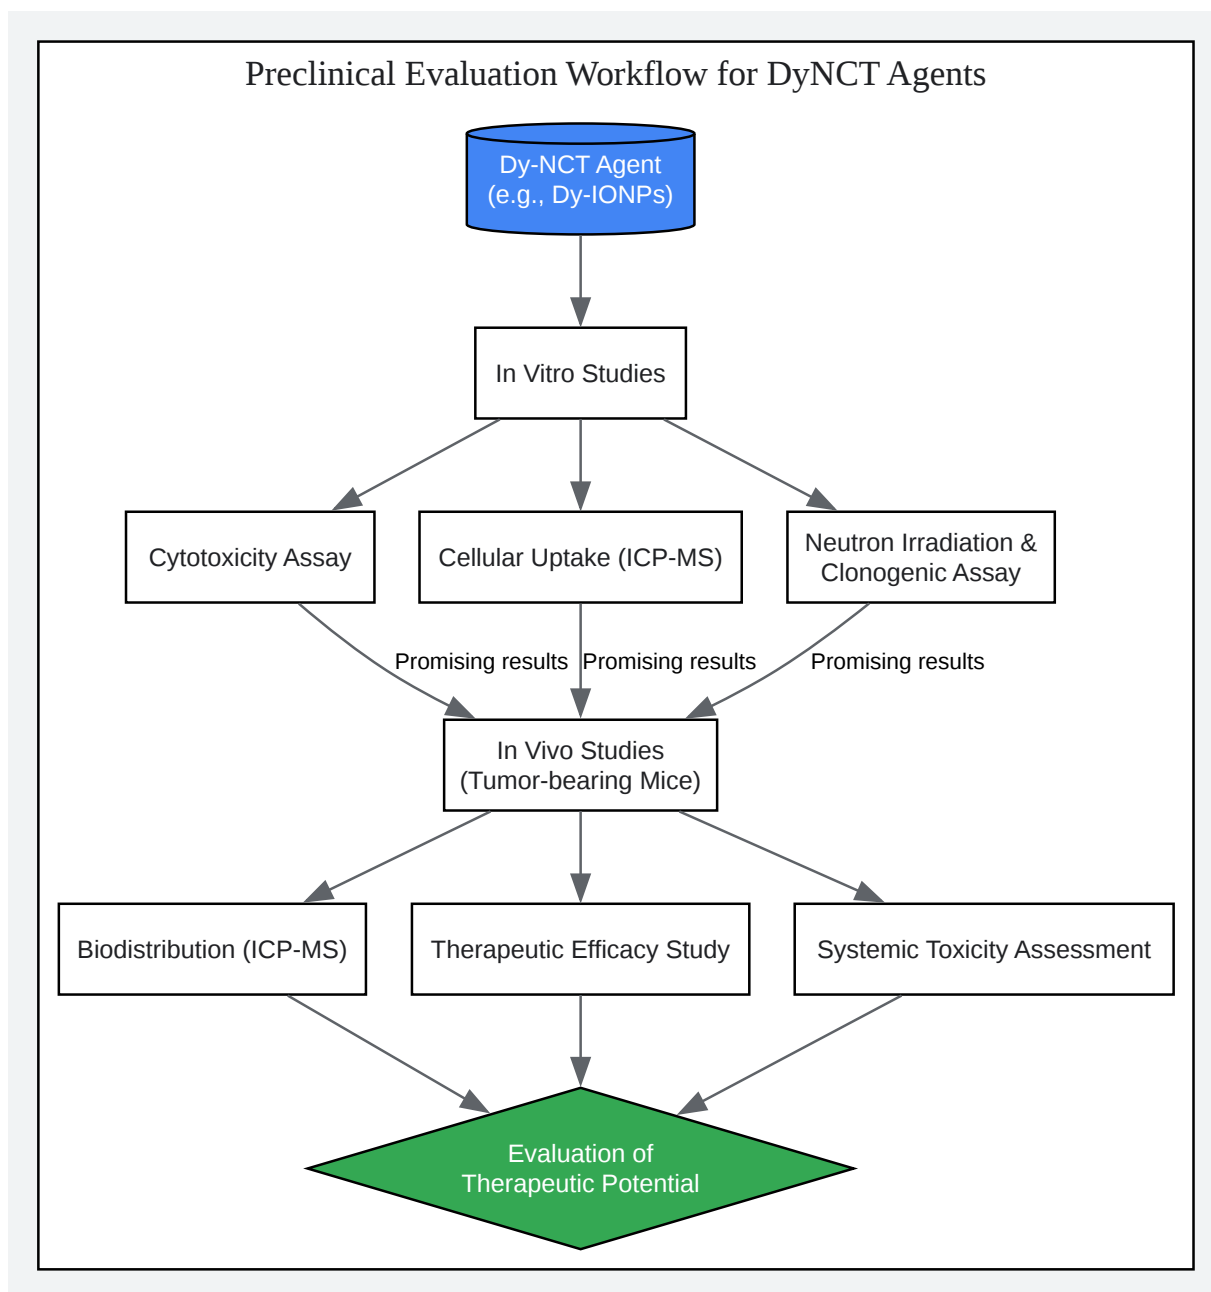 Preclinical Evaluation Workflow for DyNCT Agents
Dy-NCT Agent
(e.g., Dy-IONPs)
In Vitro Studies
Cytotoxicity Assay
Cellular Uptake (ICP-MS)
Neutron Irradiation &
Clonogenic Assay
Promising results
Promising results
Promising results
In Vivo Studies
(Tumor-bearing Mice)
Biodistribution (ICP-MS)
Therapeutic Efficacy Study
Systemic Toxicity Assessment
Evaluation of
Therapeutic Potential